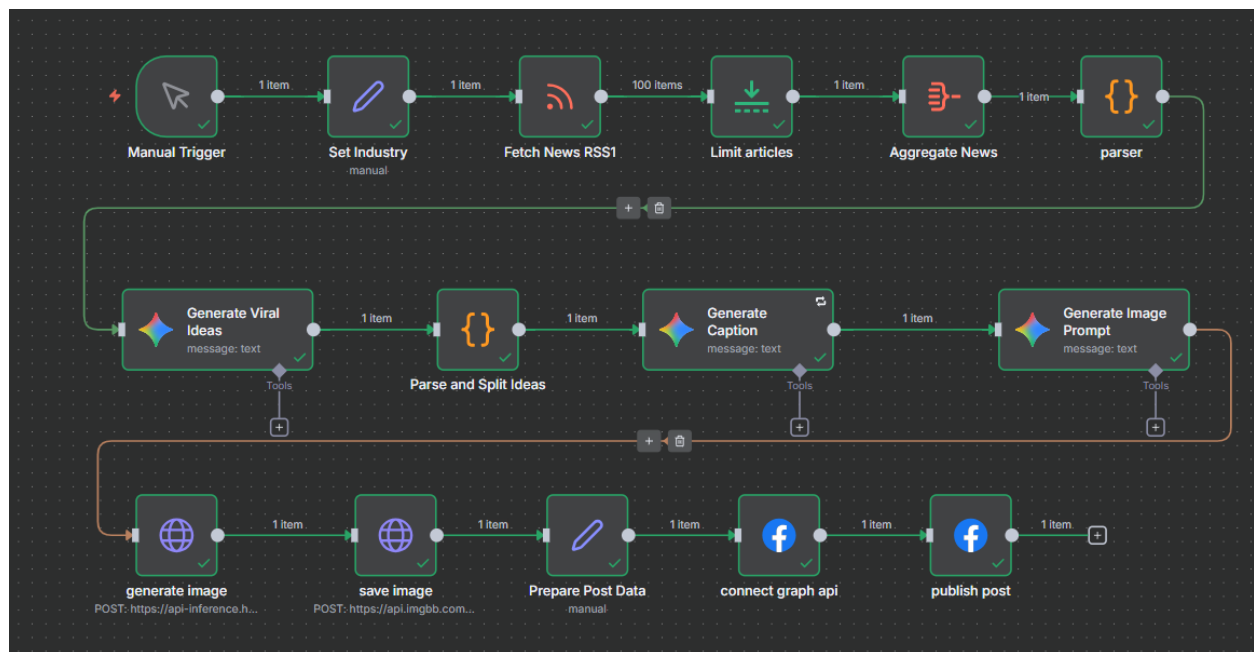 1 item
1 item
100 items
1 item
1 item
Manual Trigger
Set Industry
manual
Fetch News RSS1
Limit articles
Aggregate News
parser
Generate Viral
Ideas
message: text
1 item
1 item
Generate
Caption
message: text
1 item
Generate Image
Prompt
message: text
Tools
Parse and Split Ideas
Tools
Tools
1 item
1 item
1 item
1 item
1 item
generate image
POST: https://api-inference.h...
save image
POST: https://api.imgbb.com...
Prepare Post Data
manual
connect graph api
publish post